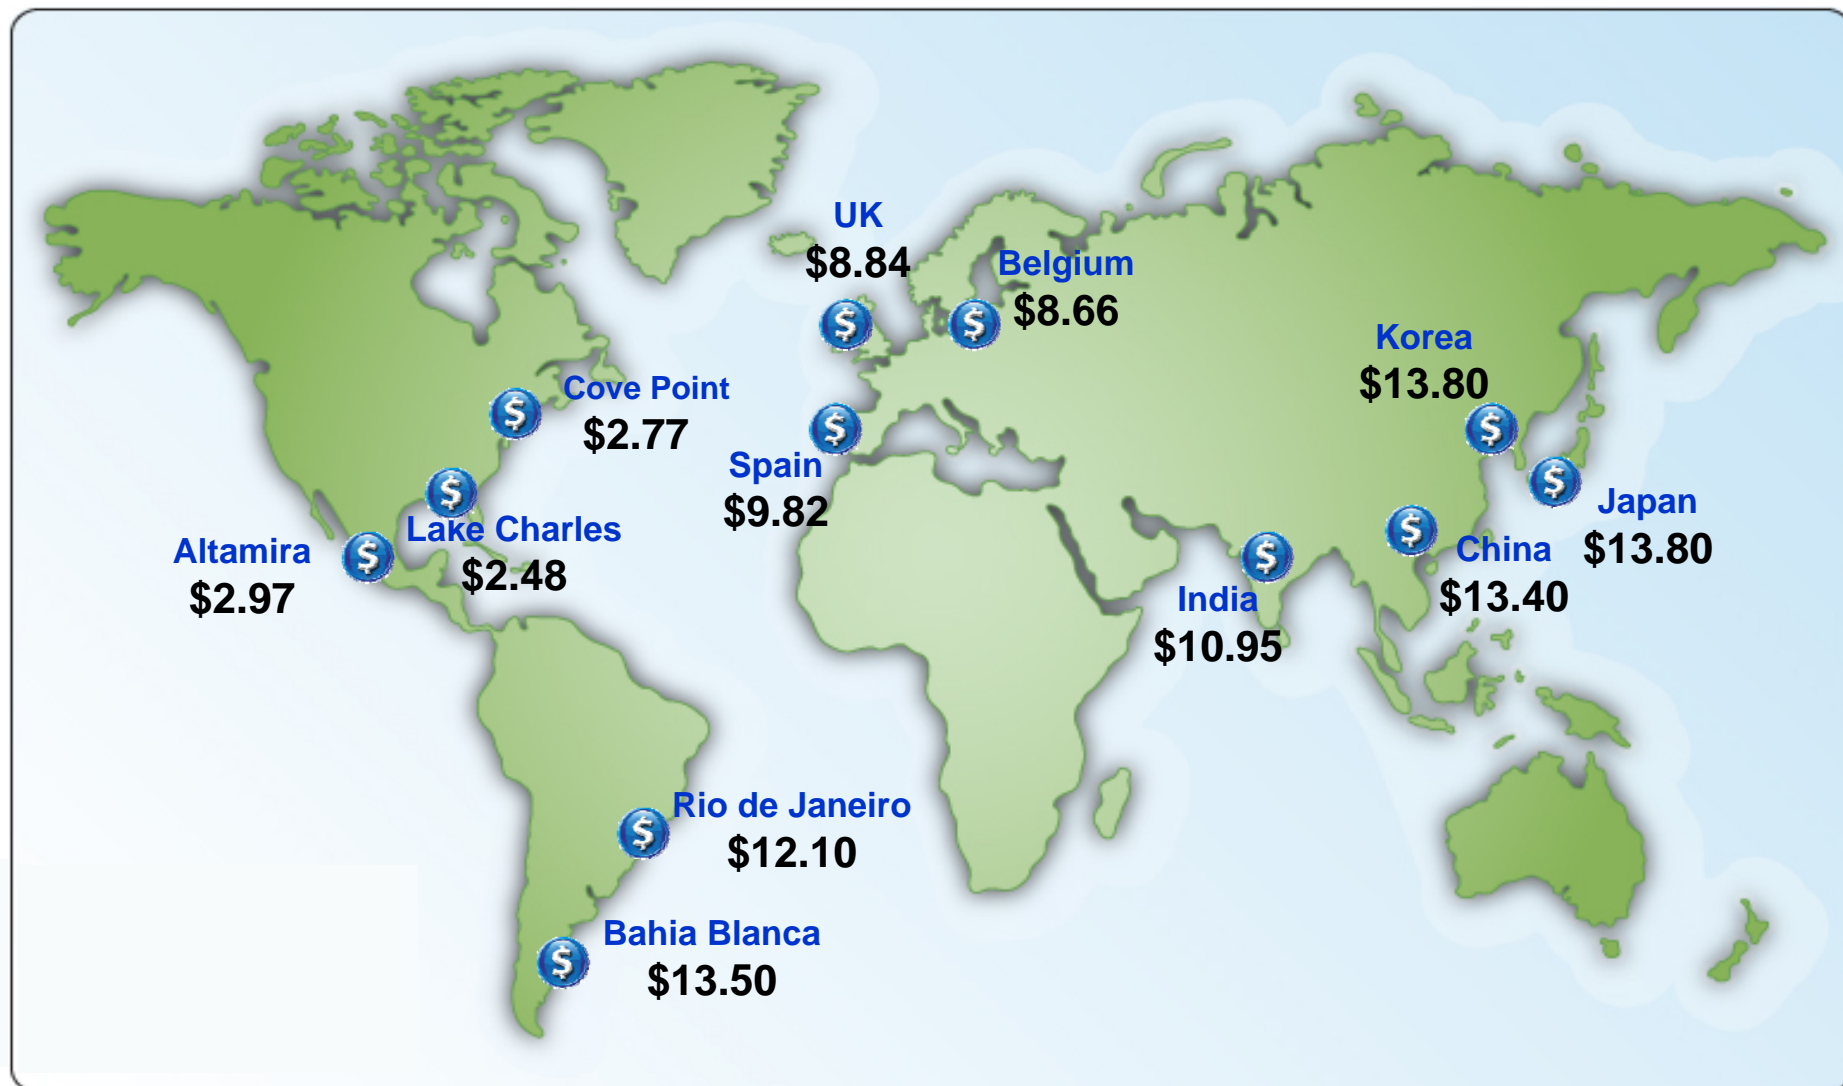 UK
$8.84
Belgium
$8.66
Korea
$13.80
Cove Point
$2.77
Spain
$9.82
Japan
$13.80
Lake Charles
$2.48
Altamira
$2.97
China
$13.40
India
$10.95
Rio de Janeiro
$12.10
Bahia Blanca
$13.50